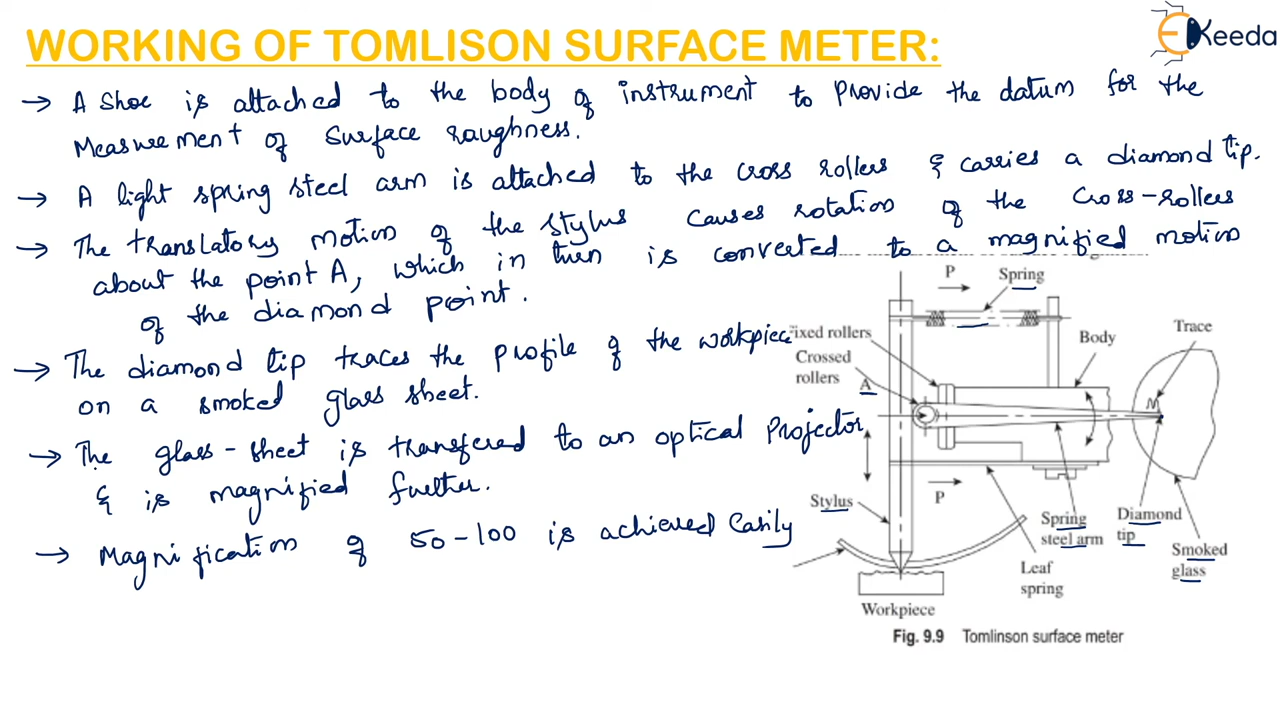 WORKING OF TOMLISON SURFACE METER:
EKeeda
→ A shoe is attached to the body of instrument to provide the datum for the
measurement of surface roughness.
→ A light spring steel arm is attached to the cross rollers & carries a diamond tip.
→ The translatory motion of the stylus causes rotation of the cross-rollers
about the point A, which in turn is converted to a magnified motion
of the diamond point.
→ The diamond tip traces the profile of the workpiece
on a smoked glass sheet.
→ The glass-sheet is transfered to an optical projector
& is magnified further.
→ Magnification of 50-100 is achieved easily
P
Spring
Fixed rollers
Crossed
rollers
A
Body
Trace
Stylus
P
Spring
steel arm
Diamond
tip
Smoked
glass
Leaf
spring
Workpiece
Fig. 9.9 Tomlinson surface meter